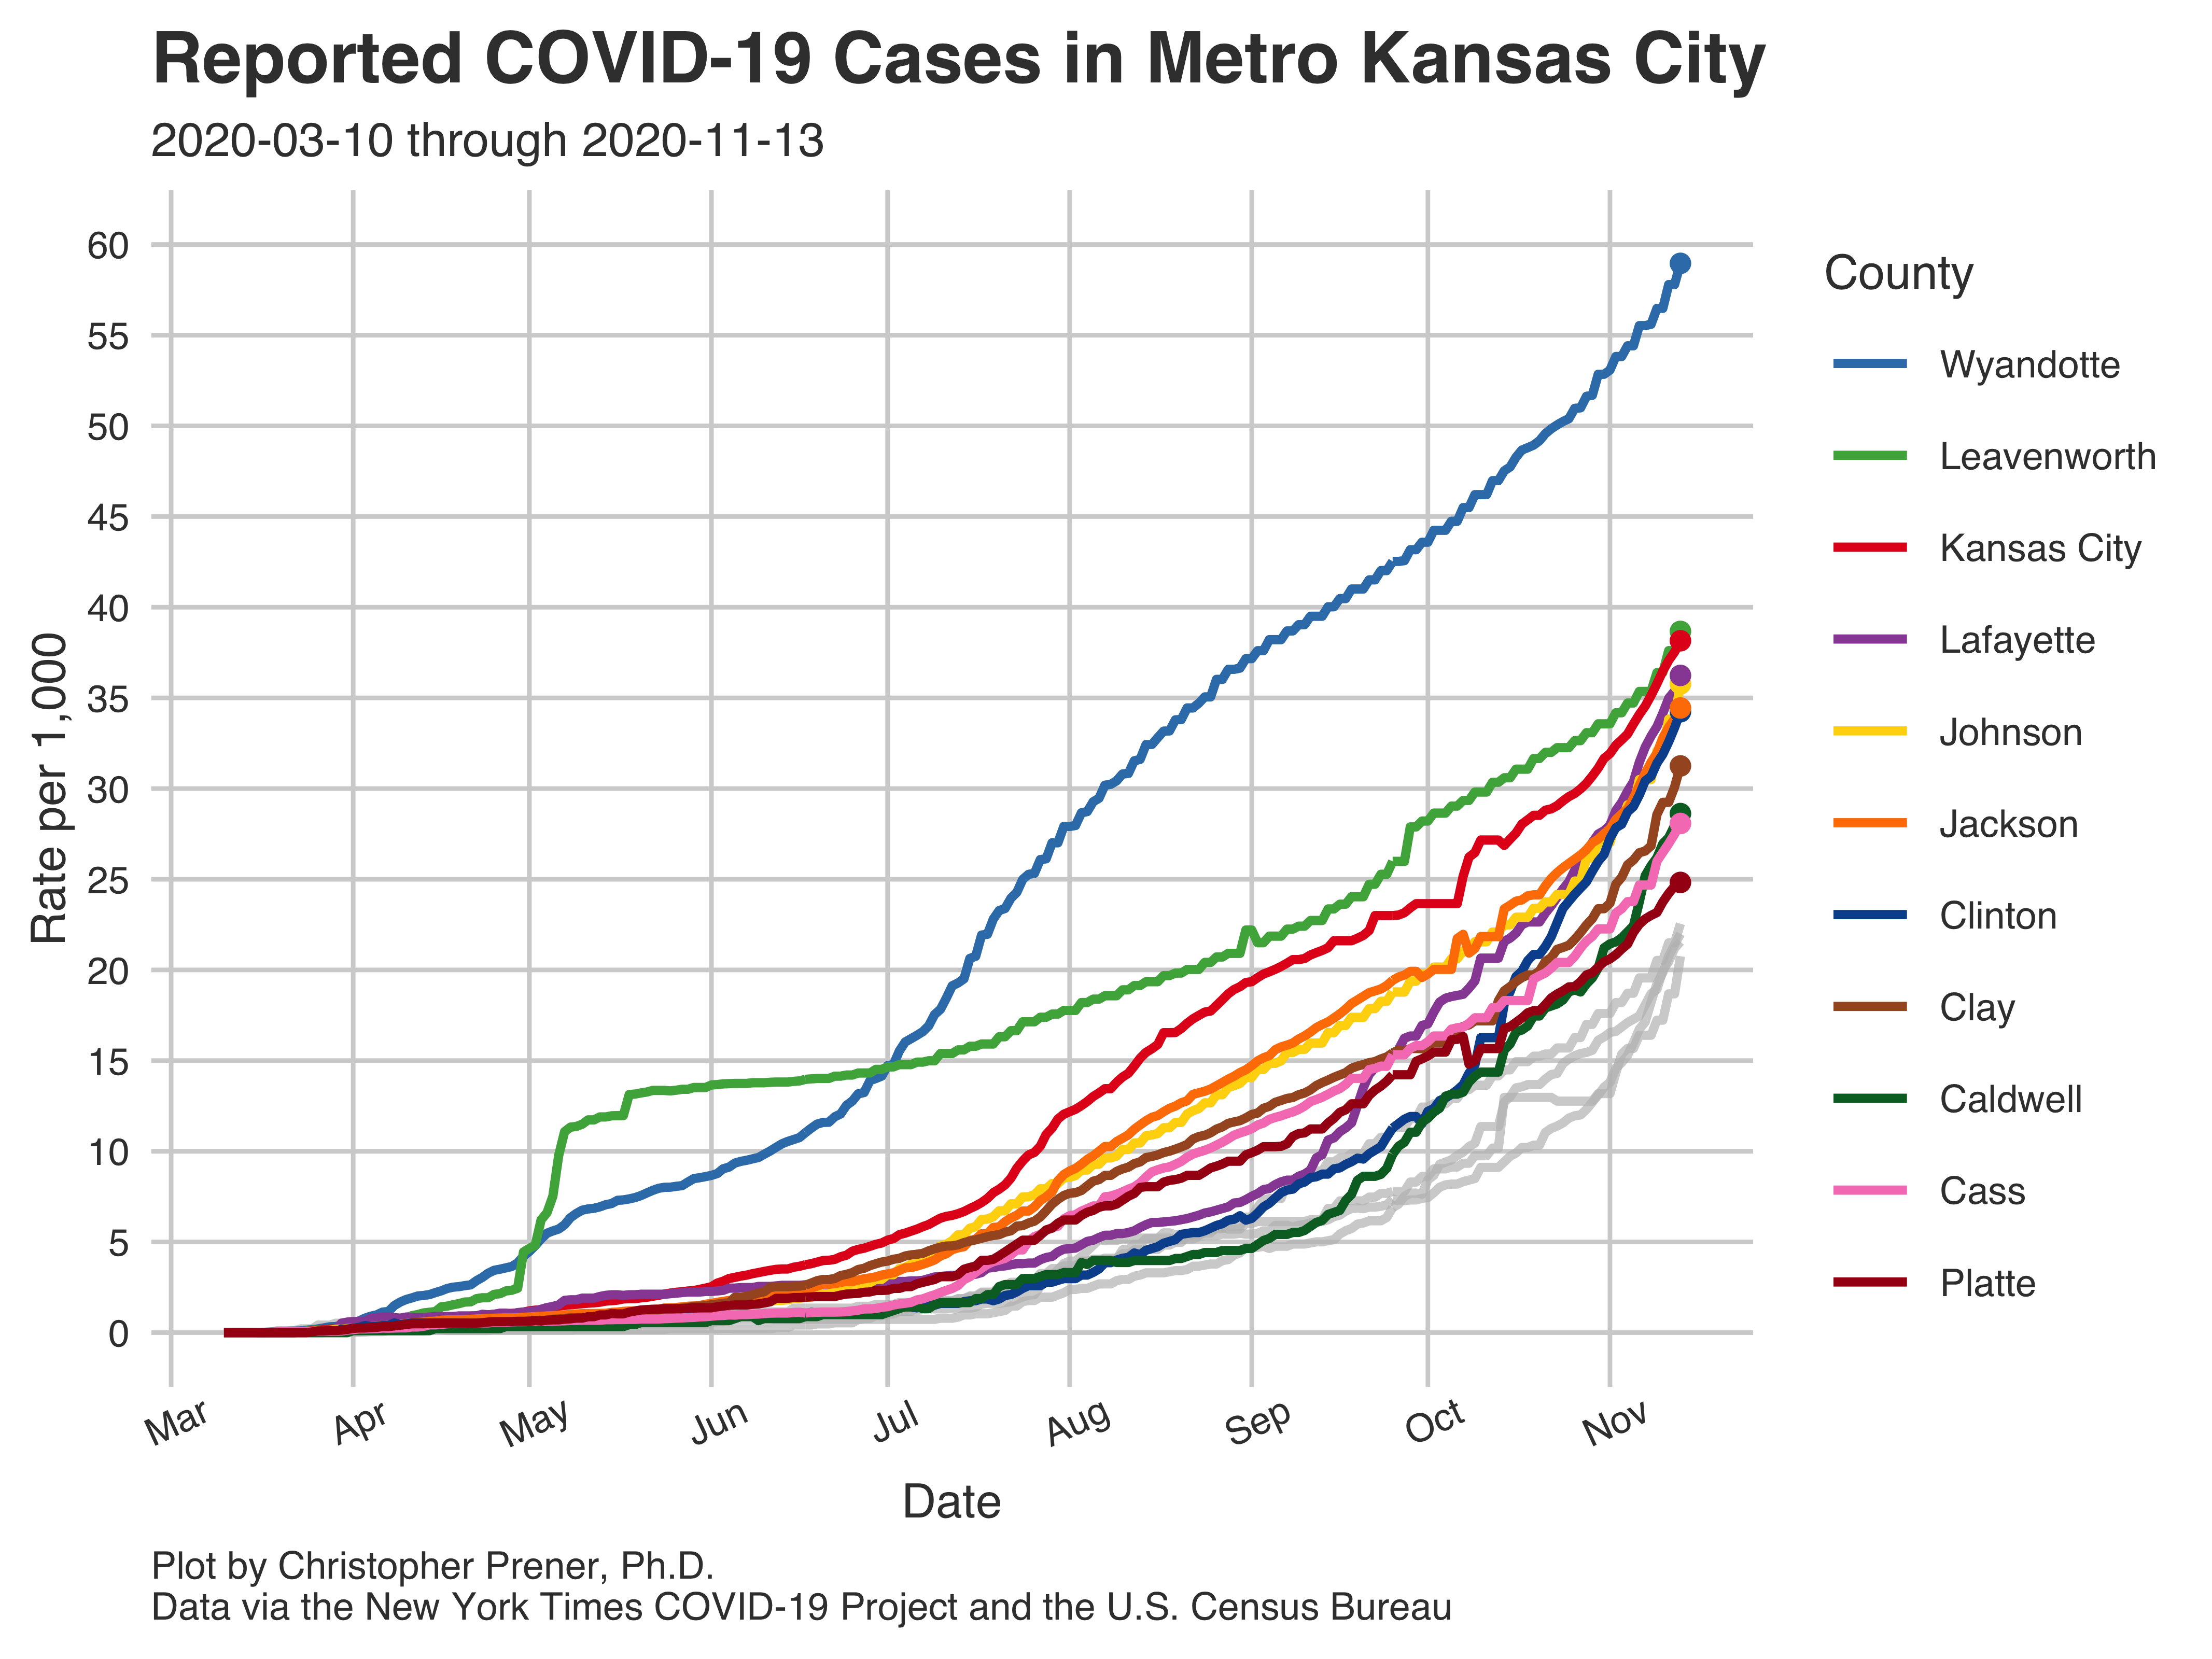 Reported COVID-19 Cases in Metro Kansas City
2020-03-10 through 2020-11-13
Rate per 1,000
60
55
50
45
40
35
30
25
20
15
10
5
0
Mar
Apr
May
Jun
Jul
Aug
Sep
Oct
Nov
Date
County
Wyandotte
Leavenworth
Kansas City
Lafayette
Johnson
Jackson
Clinton
Clay
Caldwell
Cass
Platte
Plot by Christopher Prener, Ph.D.
Data via the New York Times COVID-19 Project and the U.S. Census Bureau